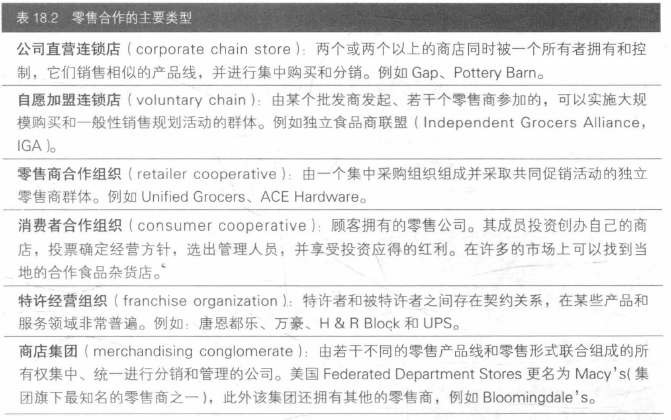 表 18.2 零售合作的主要类型
公司直营连锁店（corporate chain store）：两个或两个以上的商店同时被一个所有者拥有和控
制，它们销售相似的产品线，并进行集中购买和分销。例如 Gap、Pottery Barn。
自愿加盟连锁店（voluntary chain）：由某个批发商发起、若干个零售商参加的，可以实施大规
模购买和一般性销售规划活动的群体。例如独立食品商联盟（Independent Grocers Alliance，
IGA）。
零售商合作组织（retailer cooperative）：由一个集中采购组织组成并采取共同促销活动的独立
零售商群体。例如 Unified Grocers、ACE Hardware。
消费者合作组织（consumer cooperative）：顾客拥有的零售公司。其成员投资创办自己的商
店，投票确定经营方针，选出管理人员，并享受投资应得的红利。在许多的市场上可以找到当
地的合作食品杂货店。
特许经营组织（franchise organization）：特许者和被特许者之间存在契约关系，在某些产品和
服务领域非常普遍。例如：唐恩都乐、万豪、H & R Block 和 UPS。
商店集团（merchandising conglomerate）：由若干不同的零售产品线和零售形式联合组成的所
有权集中、统一进行分销和管理的公司。美国 Federated Department Stores 更名为 Macy's（集
团旗下最知名的零售商之一），此外该集团还拥有其他的零售商，例如 Bloomingdale's。